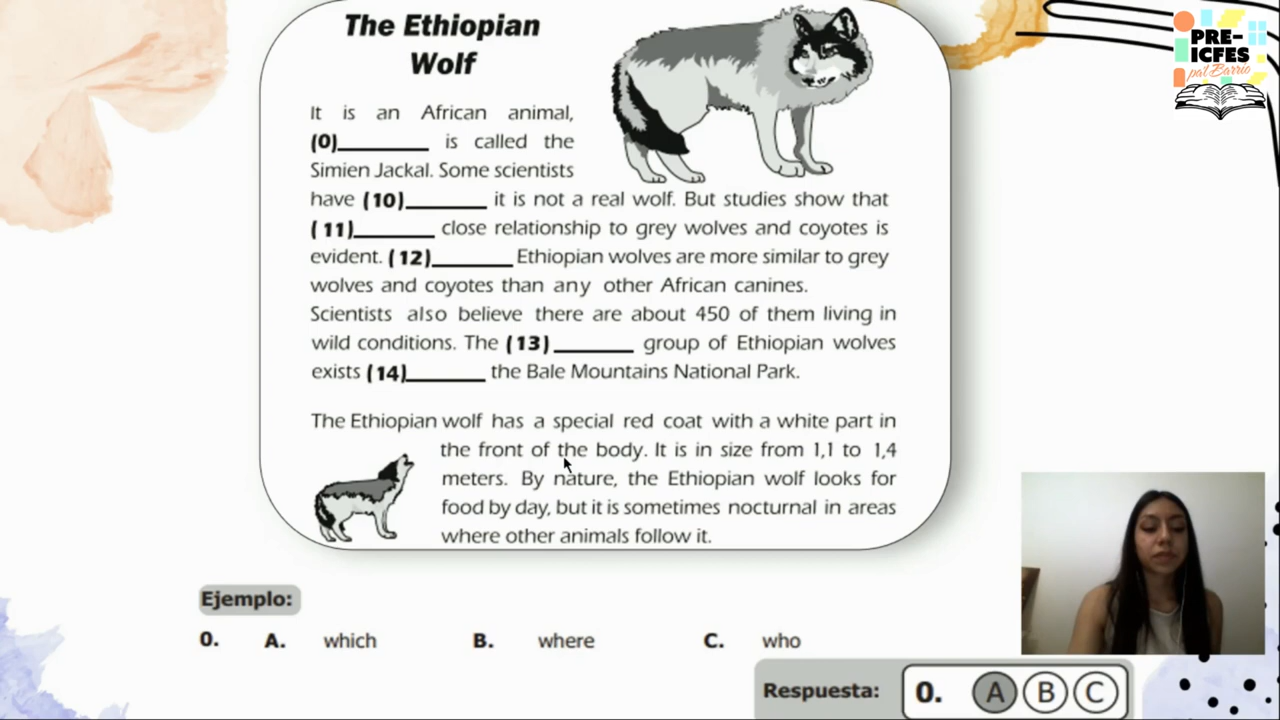 The Ethiopian
Wolf
It is an African animal,
(0)_________ is called the
Simien Jackal. Some scientists
have (10)________ it is not a real wolf. But studies show that
(11)________ close relationship to grey wolves and coyotes is
evident. (12)________ Ethiopian wolves are more similar to grey
wolves and coyotes than any other African canines.
Scientists also believe there are about 450 of them living in
wild conditions. The (13)________ group of Ethiopian wolves
exists (14)________ the Bale Mountains National Park.
The Ethiopian wolf has a special red coat with a white part in
the front of the body. It is in size from 1,1 to 1,4
meters. By nature, the Ethiopian wolf looks for
food by day, but it is sometimes nocturnal in areas
where other animals follow it.
Ejemplo:
0. A. which B. where C. who
Respuesta: 0. A B C
PRE-
ICFES
pa'l Barrio